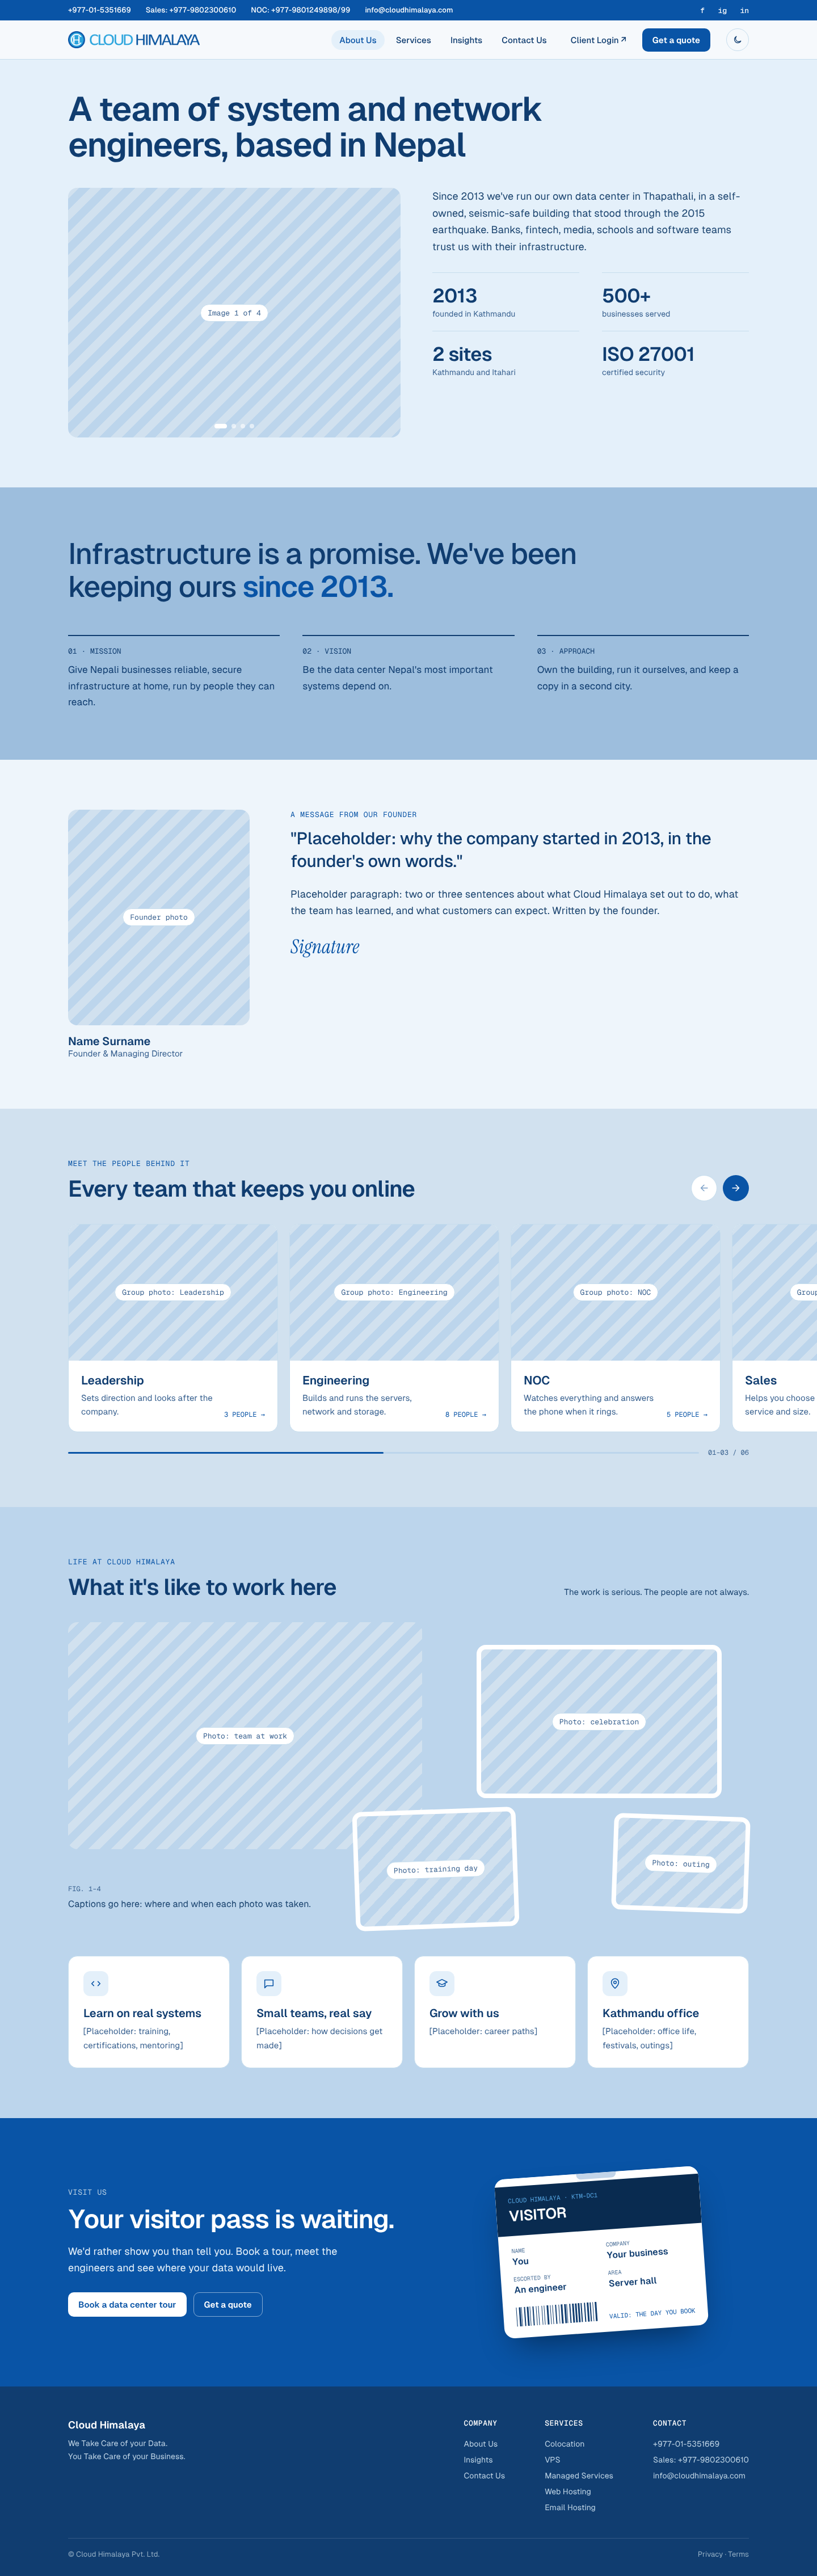 +977-01-5351669 Sales: +977-9802300610 NOC: +977-9801249898/99 info@cloudhimalaya.com f ig in
CLOUD HIMALAYA About Us Services Insights Contact Us Client Login ↗ Get a quote
A team of system and network
engineers, based in Nepal
Image 1 of 4
Since 2013 we've run our own data center in Thapathali, in a self-
owned, seismic-safe building that stood through the 2015
earthquake. Banks, fintech, media, schools and software teams
trust us with their infrastructure.
2013 500+
founded in Kathmandu businesses served
2 sites ISO 27001
Kathmandu and Itahari certified security
Infrastructure is a promise. We've been
keeping ours since 2013.
01 · MISSION
Give Nepali businesses reliable, secure
infrastructure at home, run by people they can
reach.
02 · VISION
Be the data center Nepal's most important
systems depend on.
03 · APPROACH
Own the building, run it ourselves, and keep a
copy in a second city.
Founder photo
Name Surname
Founder & Managing Director
A MESSAGE FROM OUR FOUNDER
"Placeholder: why the company started in 2013, in the
founder's own words."
Placeholder paragraph: two or three sentences about what Cloud Himalaya set out to do, what
the team has learned, and what customers can expect. Written by the founder.
Signature
MEET THE PEOPLE BEHIND IT
Every team that keeps you online
← →
Group photo: Leadership
Leadership
Sets direction and looks after the
company.
3 PEOPLE →
Group photo: Engineering
Engineering
Builds and runs the servers,
network and storage.
8 PEOPLE →
Group photo: NOC
NOC
Watches everything and answers
the phone when it rings.
5 PEOPLE →
Group
Sales
Helps you choose
service and size.
01-03 / 06
LIFE AT CLOUD HIMALAYA
What it's like to work here
The work is serious. The people are not always.
Photo: team at work
Photo: celebration
Photo: training day
Photo: outing
FIG. 1-4
Captions go here: where and when each photo was taken.
Learn on real systems
[Placeholder: training,
certifications, mentoring]
Small teams, real say
[Placeholder: how decisions get
made]
Grow with us
[Placeholder: career paths]
Kathmandu office
[Placeholder: office life,
festivals, outings]
VISIT US
Your visitor pass is waiting.
We'd rather show you than tell you. Book a tour, meet the
engineers and see where your data would live.
Book a data center tour Get a quote
CLOUD HIMALAYA · KTM-DC1
VISITOR
NAME
You
COMPANY
Your business
ESCORTED BY
An engineer
AREA
Server hall
VALID: THE DAY YOU BOOK
Cloud Himalaya
We Take Care of your Data.
You Take Care of your Business.
COMPANY
About Us
Insights
Contact Us
SERVICES
Colocation
VPS
Managed Services
Web Hosting
Email Hosting
CONTACT
+977-01-5351669
Sales: +977-9802300610
info@cloudhimalaya.com
© Cloud Himalaya Pvt. Ltd. Privacy · Terms